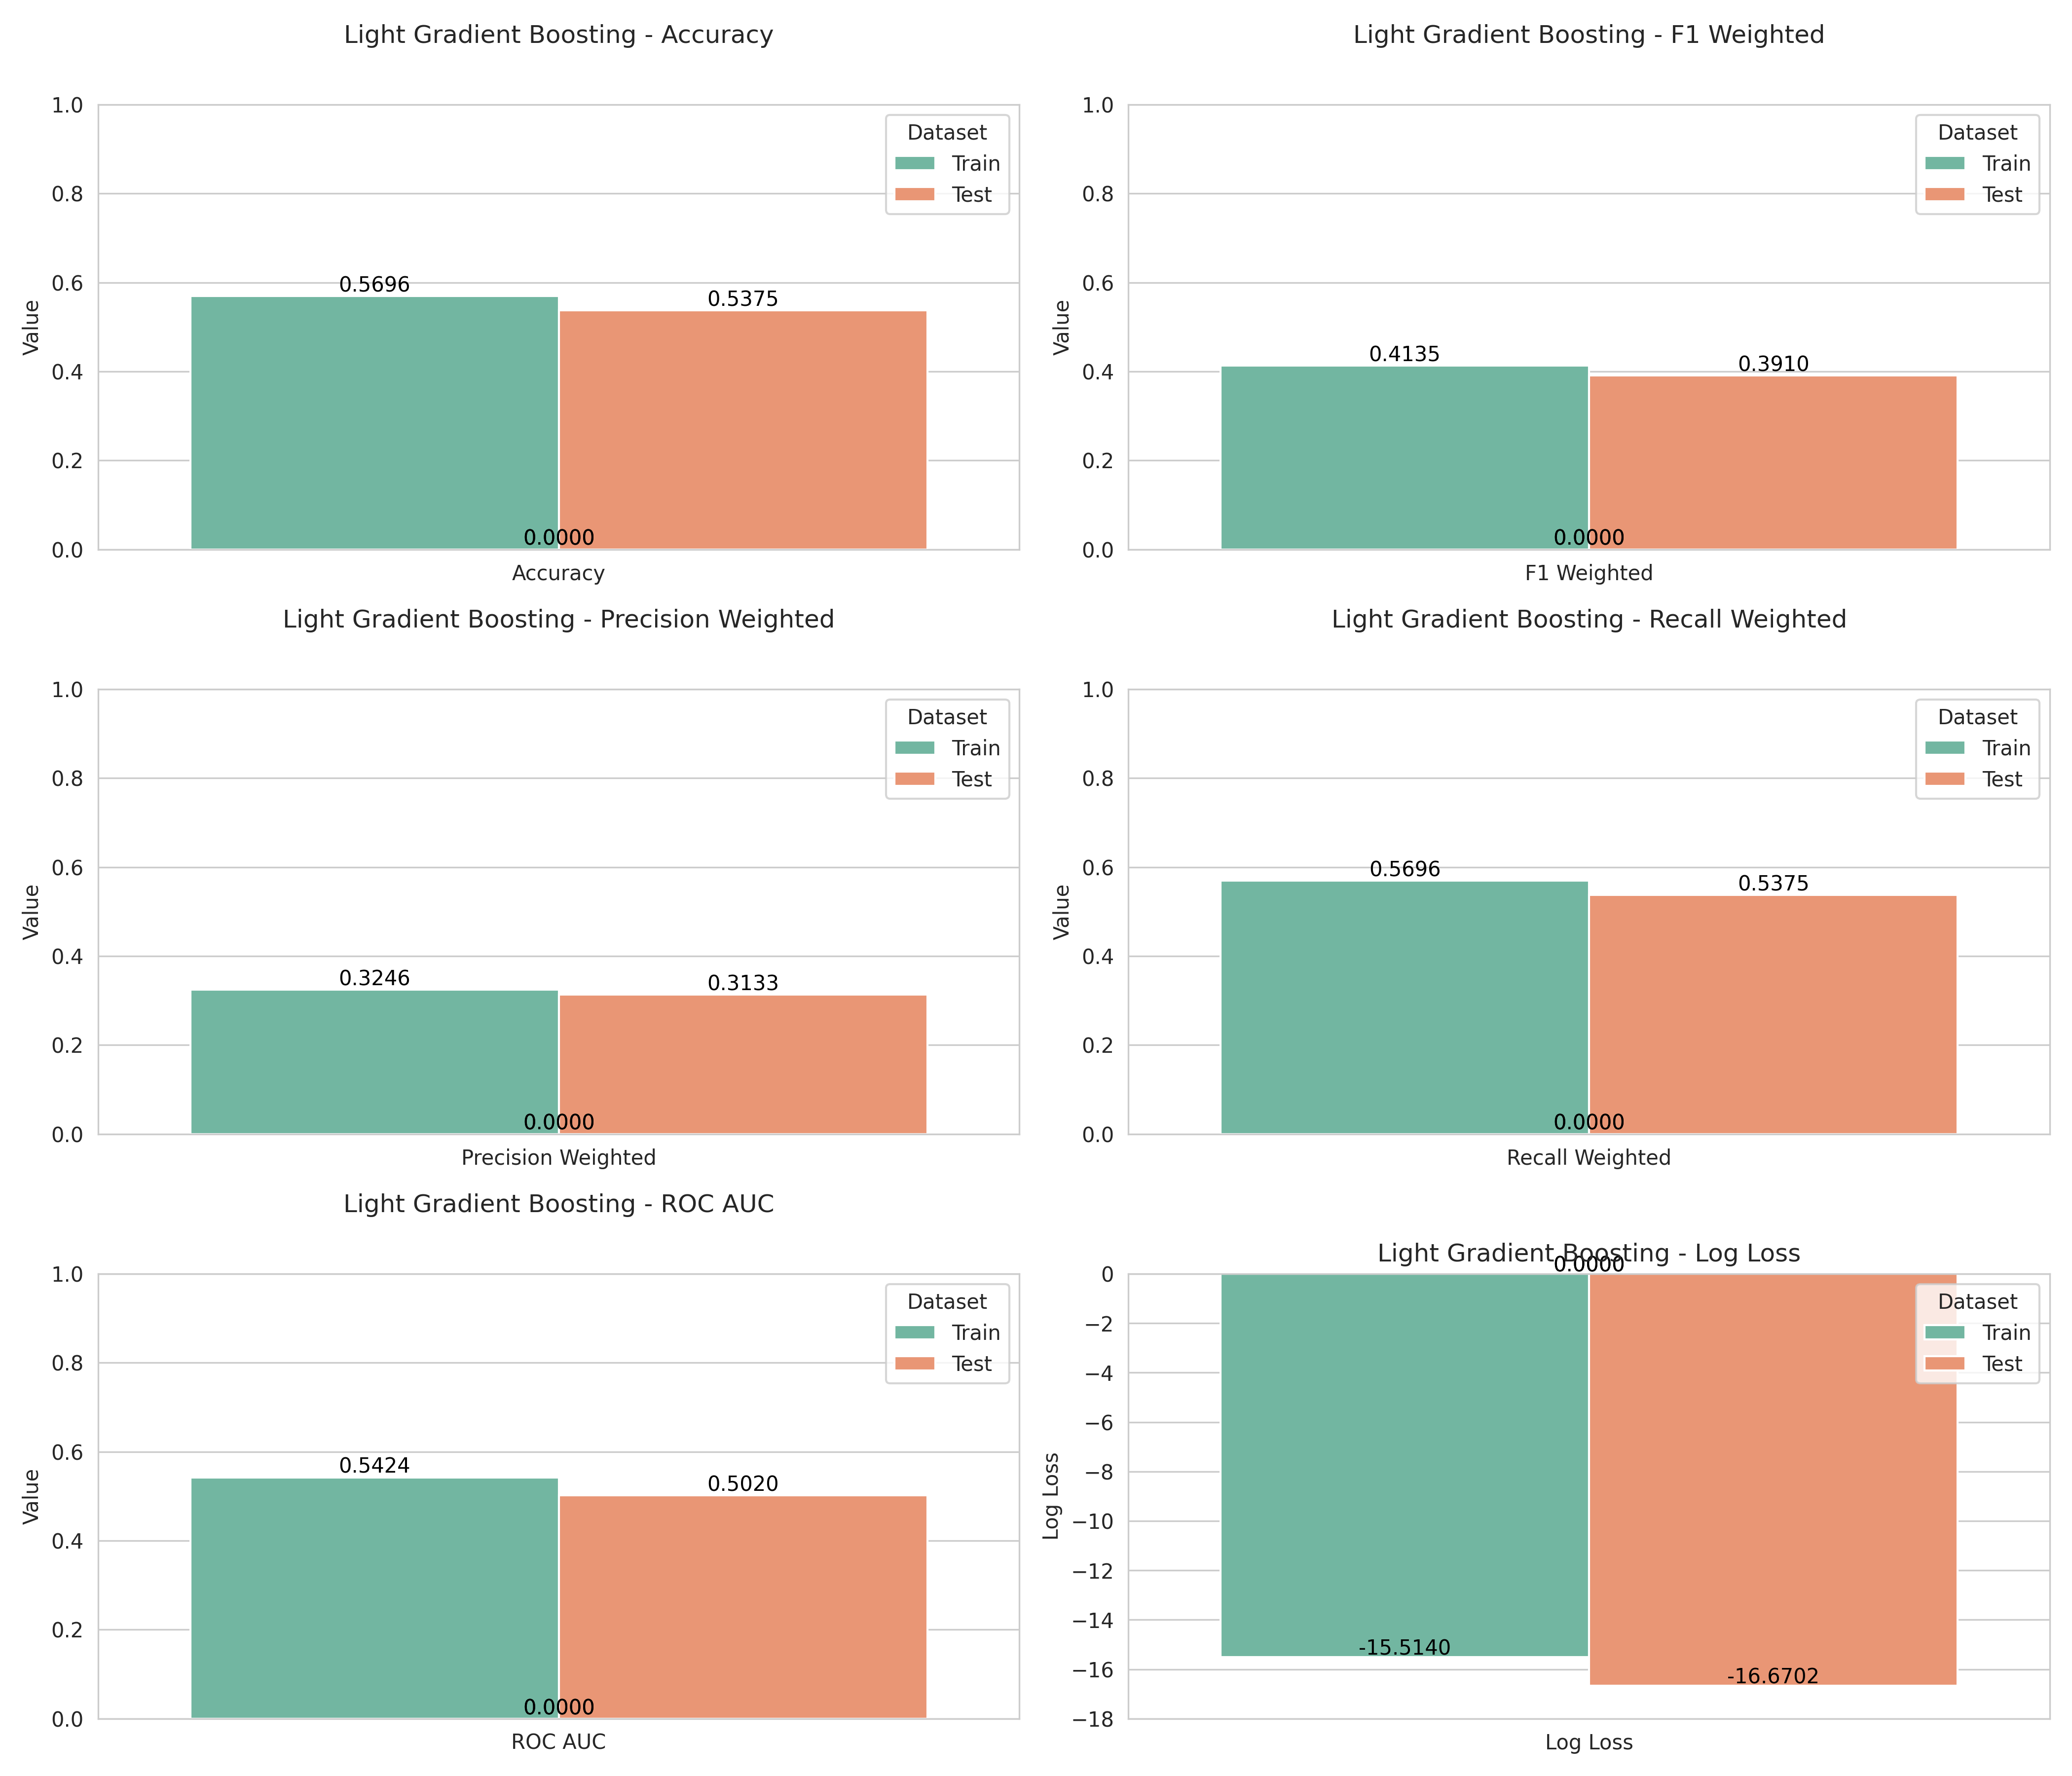 Light Gradient Boosting - Accuracy
1.0
0.8
0.6
0.4
0.2
0.0
Value
Dataset
Train
Test
0.5696
0.5375
0.0000
Accuracy
Light Gradient Boosting - F1 Weighted
1.0
0.8
0.6
0.4
0.2
0.0
Value
Dataset
Train
Test
0.4135
0.3910
0.0000
F1 Weighted
Light Gradient Boosting - Precision Weighted
1.0
0.8
0.6
0.4
0.2
0.0
Value
Dataset
Train
Test
0.3246
0.3133
0.0000
Precision Weighted
Light Gradient Boosting - Recall Weighted
1.0
0.8
0.6
0.4
0.2
0.0
Value
Dataset
Train
Test
0.5696
0.5375
0.0000
Recall Weighted
Light Gradient Boosting - ROC AUC
1.0
0.8
0.6
0.4
0.2
0.0
Value
Dataset
Train
Test
0.5424
0.5020
0.0000
ROC AUC
Light Gradient Boosting - Log Loss
0.0000
0
−2
−4
−6
−8
−10
−12
−14
−16
−18
Log Loss
Dataset
Train
Test
-15.5140
-16.6702
Log Loss